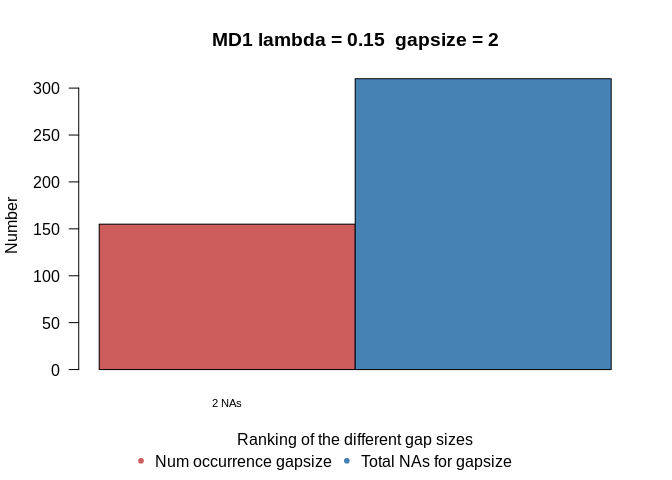 MD1 lambda = 0.15  gapsize = 2
300
250
200
150
100
50
0
Number
2 NAs
Ranking of the different gap sizes
Num occurrence gapsize Total NAs for gapsize